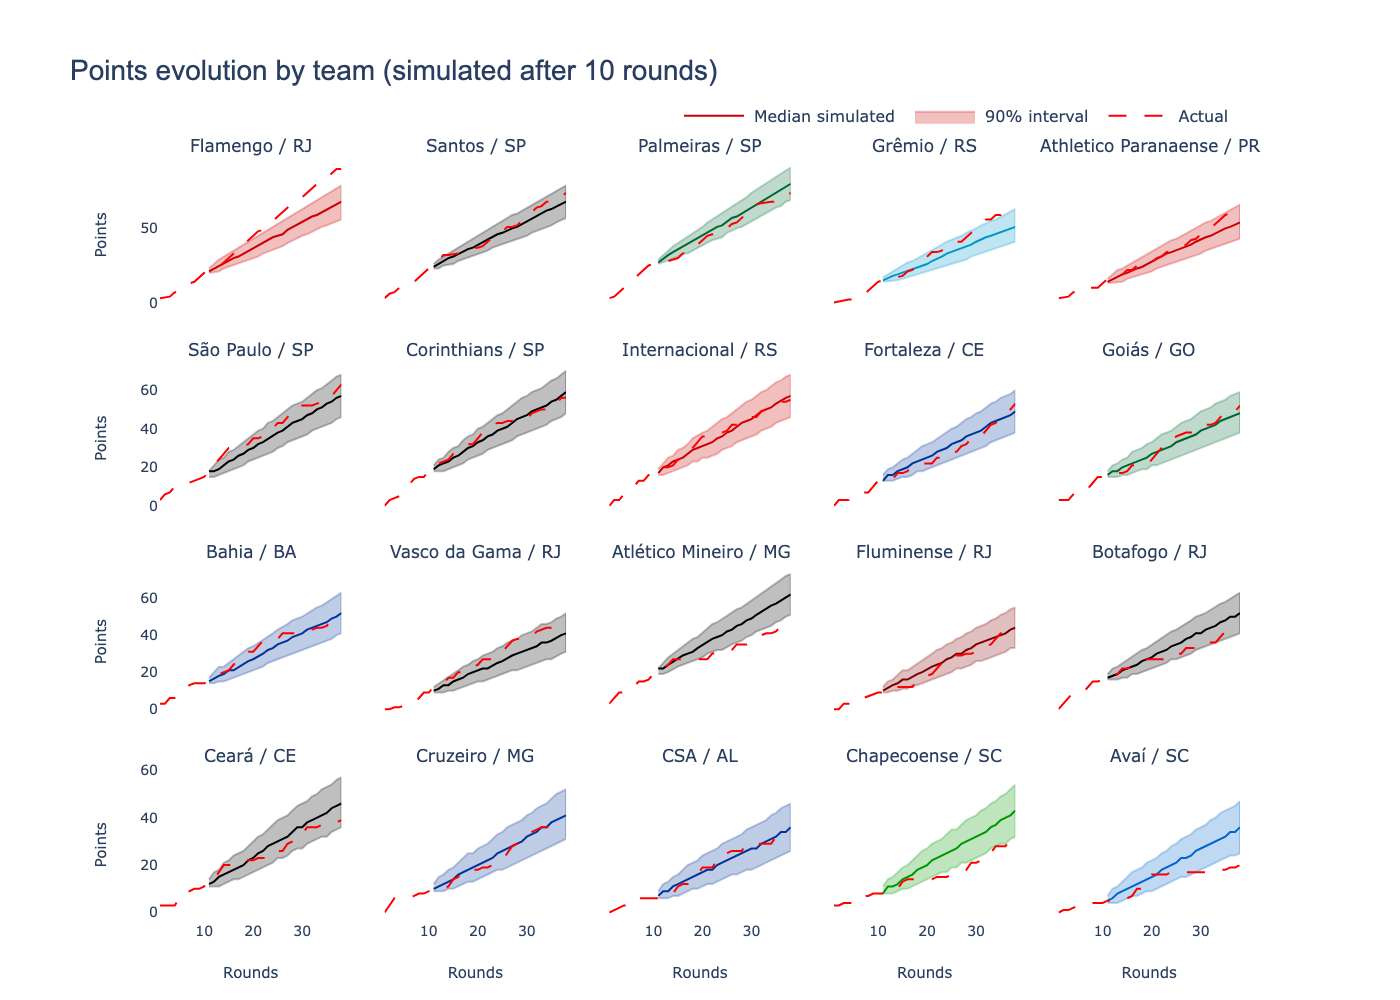 Points evolution by team (simulated after 10 rounds)
Median simulated 90% interval Actual
Flamengo / RJ Santos / SP Palmeiras / SP Grêmio / RS Athletico Paranaense / PR
Points
50
0
São Paulo / SP Corinthians / SP Internacional / RS Fortaleza / CE Goiás / GO
Points
60
40
20
0
Bahia / BA Vasco da Gama / RJ Atlético Mineiro / MG Fluminense / RJ Botafogo / RJ
Points
60
40
20
0
Ceará / CE Cruzeiro / MG CSA / AL Chapecoense / SC Avaí / SC
Points
60
40
20
0
10 20 30 10 20 30 10 20 30 10 20 30 10 20 30
Rounds Rounds Rounds Rounds Rounds